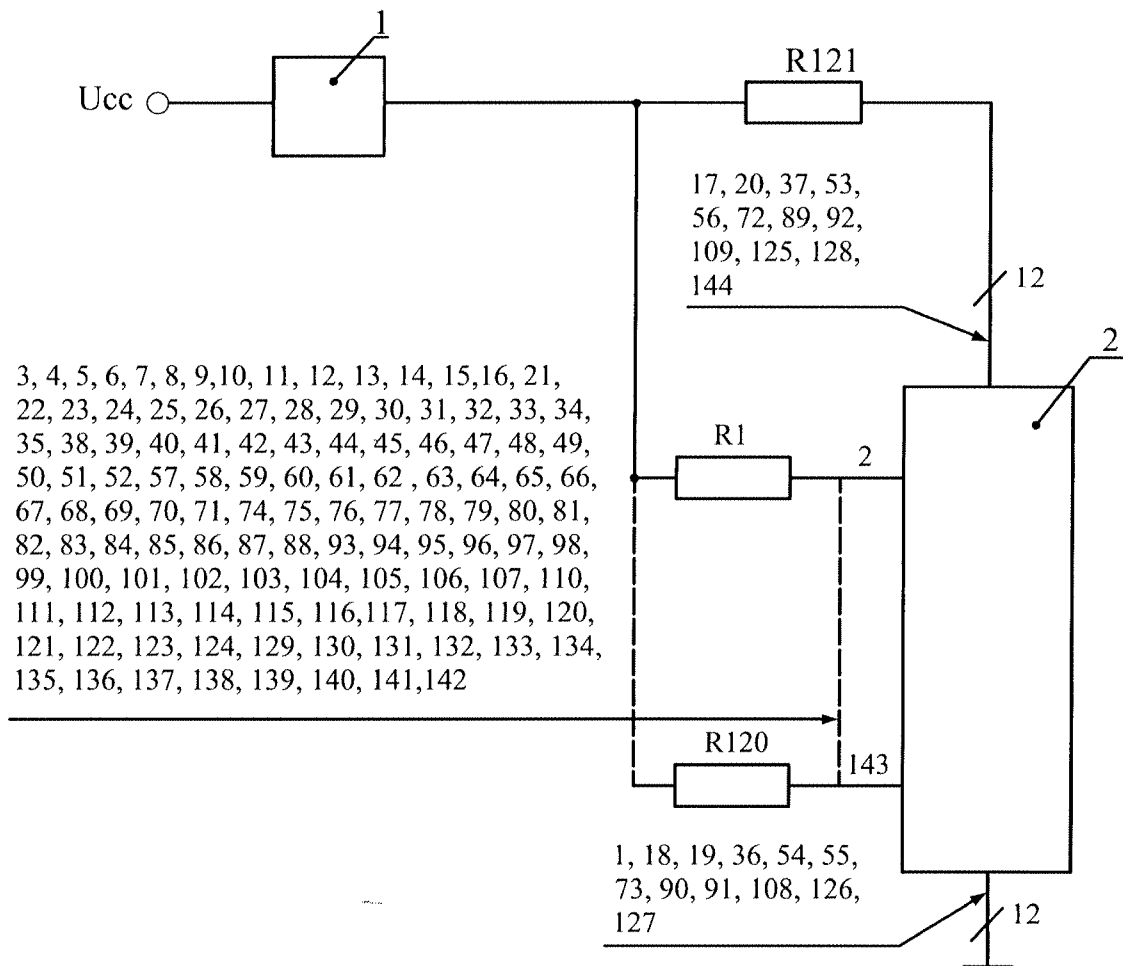 1
Ucc
R121
17, 20, 37, 53,
56, 72, 89, 92,
109, 125, 128,
144
12
2
3, 4, 5, 6, 7, 8, 9,10, 11, 12, 13, 14, 15,16, 21,
22, 23, 24, 25, 26, 27, 28, 29, 30, 31, 32, 33, 34,
35, 38, 39, 40, 41, 42, 43, 44, 45, 46, 47, 48, 49,
50, 51, 52, 57, 58, 59, 60, 61, 62 , 63, 64, 65, 66,
67, 68, 69, 70, 71, 74, 75, 76, 77, 78, 79, 80, 81,
82, 83, 84, 85, 86, 87, 88, 93, 94, 95, 96, 97, 98,
99, 100, 101, 102, 103, 104, 105, 106, 107, 110,
111, 112, 113, 114, 115, 116,117, 118, 119, 120,
121, 122, 123, 124, 129, 130, 131, 132, 133, 134,
135, 136, 137, 138, 139, 140, 141,142
R1
2
R120
143
1, 18, 19, 36, 54, 55,
73, 90, 91, 108, 126,
127
12